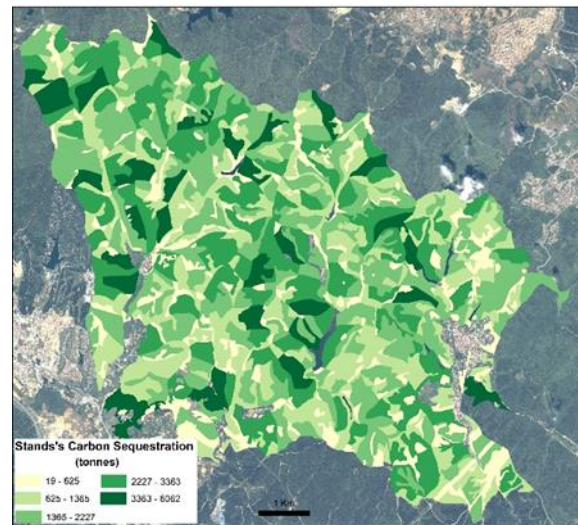 Stands's Carbon Sequestration
(tonnes)
19 - 625
625 - 1365
1365 - 2227
2227 - 3363
3363 - 6062
1 Km